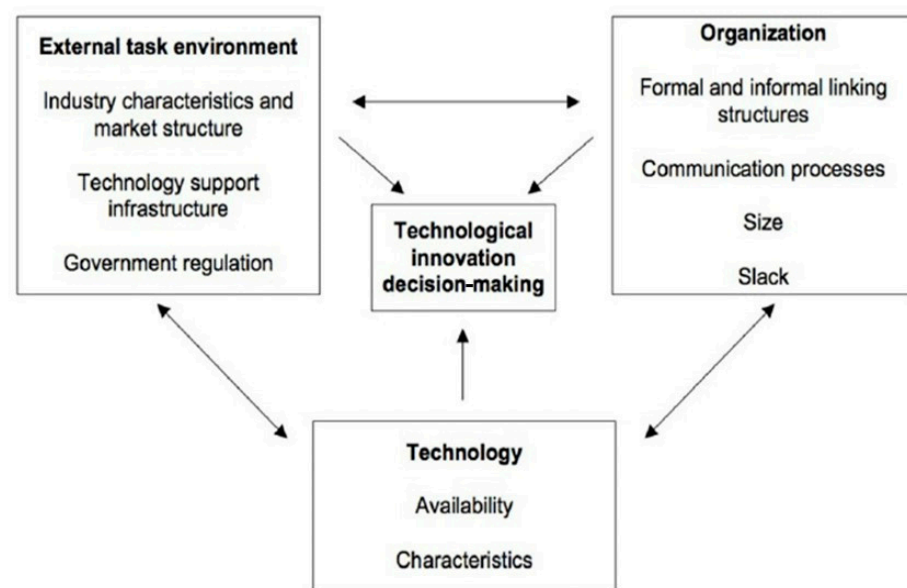 External task environment
Industry characteristics and
market structure
Technology support
infrastructure
Government regulation
Organization
Formal and informal linking
structures
Communication processes
Size
Slack
Technological
innovation
decision-making
Technology
Availability
Characteristics